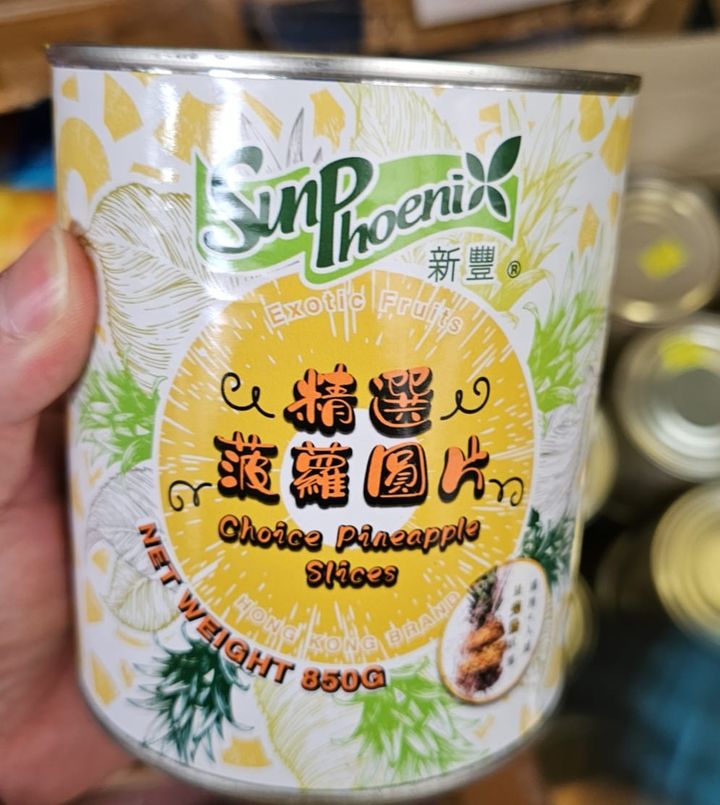 SunPhoenix
新豐®
Exotic Fruits
精選
菠蘿圓片
Choice Pineapple
Slices
HONG KONG BRAND
NET WEIGHT 850G